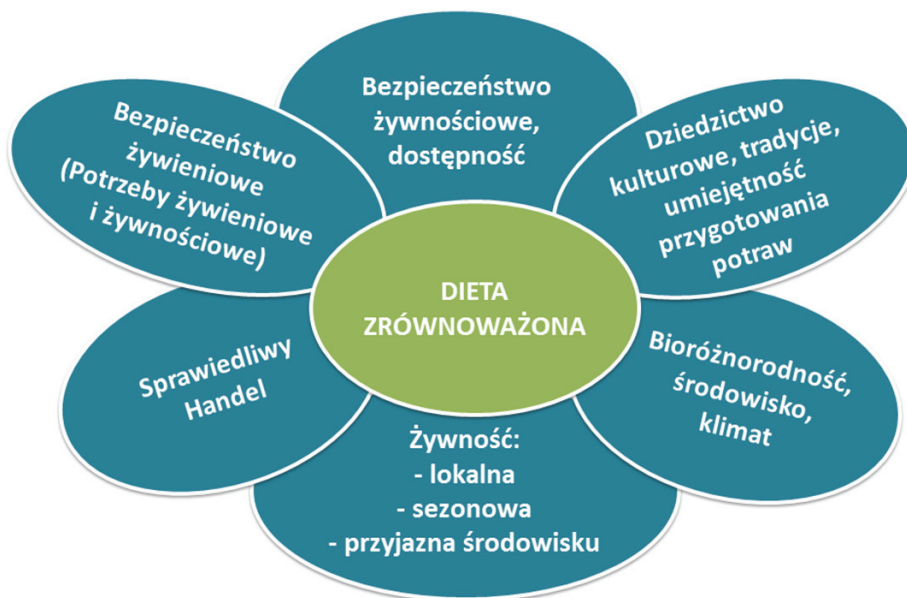 Bezpieczeństwo
żywnościowe,
dostępność
Dziedzictwo
kulturowe, tradycje,
umiejętność
przygotowania
potraw
Bioróżnorodność,
środowisko,
klimat
Żywność:
- lokalna
- sezonowa
- przyjazna środowisku
Sprawiedliwy
Handel
Bezpieczeństwo
żywieniowe
(Potrzeby żywieniowe
i żywnościowe)
DIETA
ZRÓWNOWAŻONA